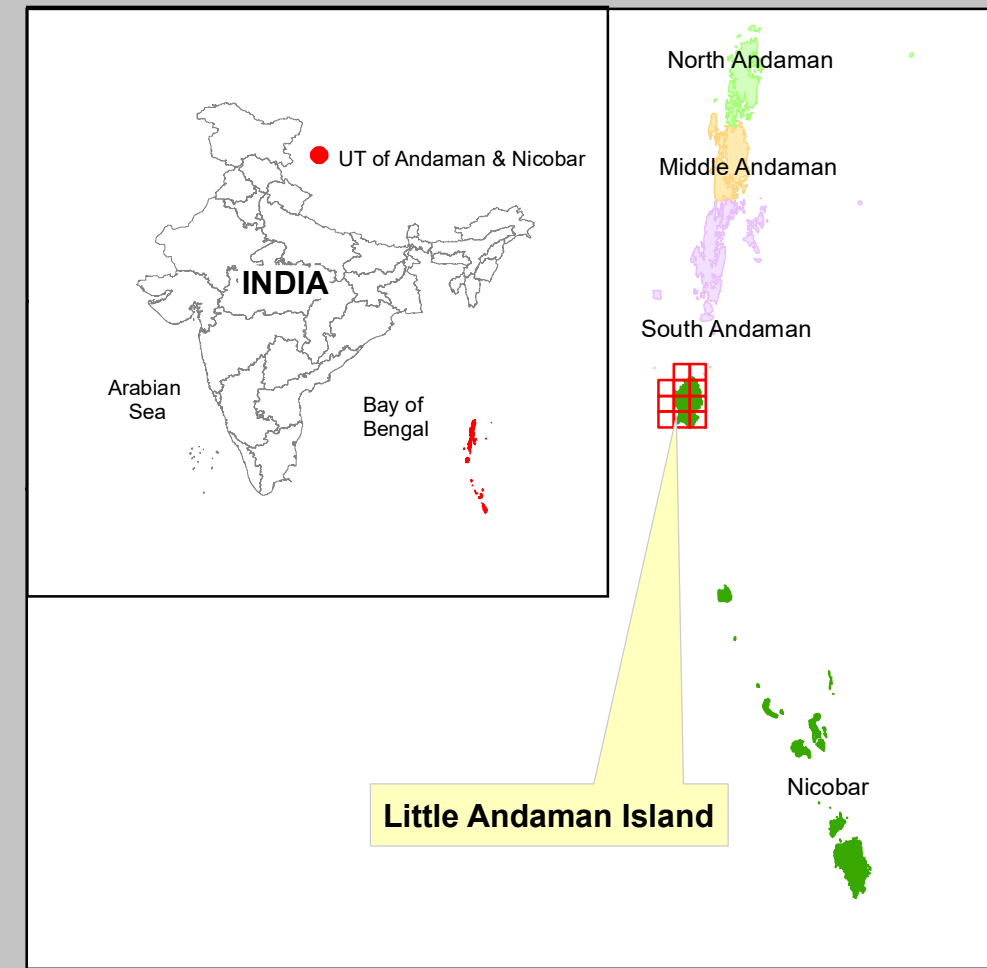 North Andaman
UT of Andaman & Nicobar
Middle Andaman
INDIA
South Andaman
Arabian
Sea
Bay of
Bengal
Nicobar
Little Andaman Island